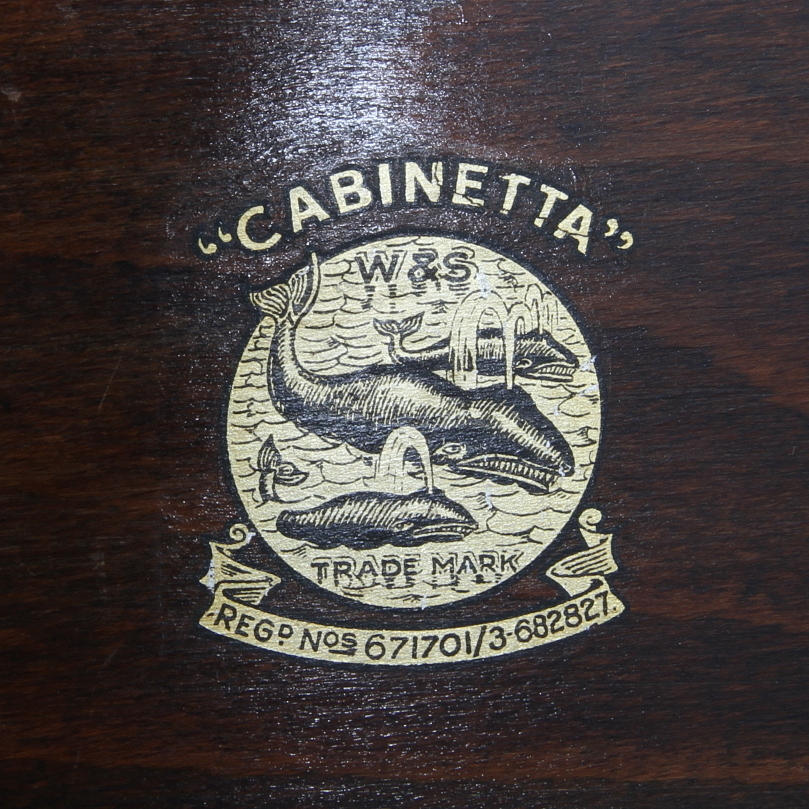 “CABINETTA”
W&S
TRADE MARK
REGD NOS 671701/3-682827.